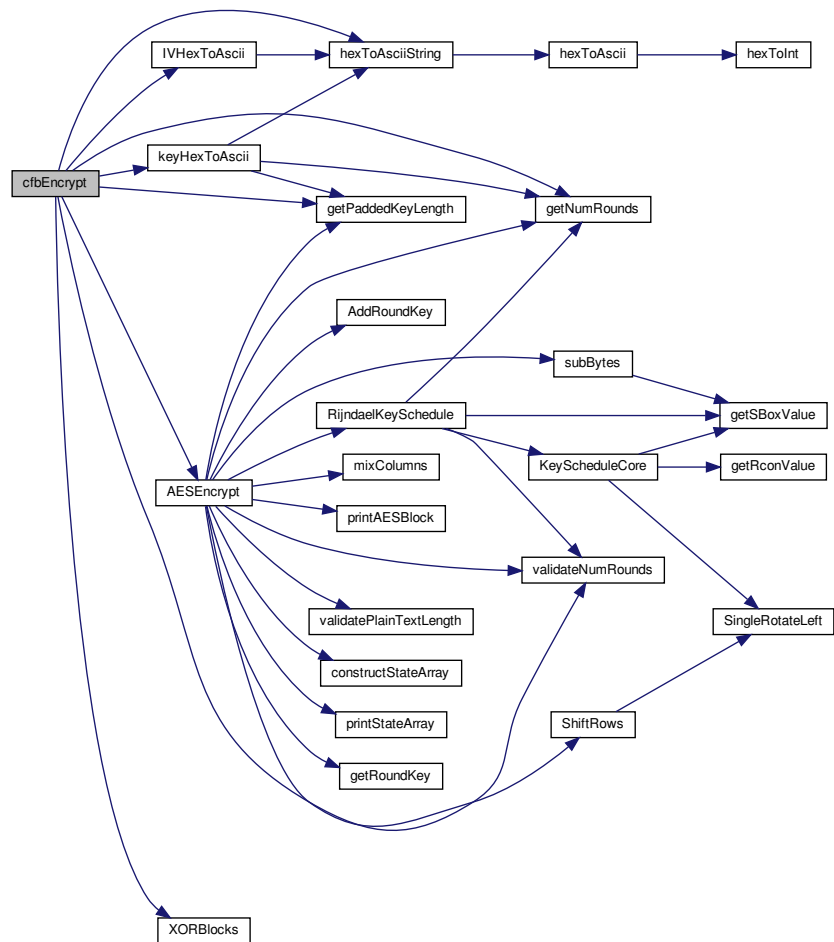 IVHexToAscii
hexToAsciiString
hexToAscii
hexToInt
keyHexToAscii
cfbEncrypt
getPaddedKeyLength
getNumRounds
AddRoundKey
subBytes
RijndaelKeySchedule
getSBoxValue
mixColumns
KeyScheduleCore
getRconValue
AESEncrypt
printAESBlock
validateNumRounds
validatePlainTextLength
SingleRotateLeft
constructStateArray
printStateArray
ShiftRows
getRoundKey
XORBlocks